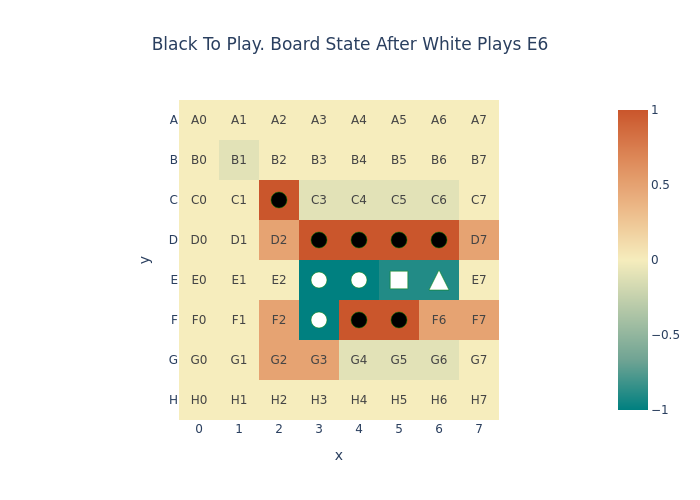 Black To Play. Board State After White Plays E6
A A0 A1 A2 A3 A4 A5 A6 A7
B B0 B1 B2 B3 B4 B5 B6 B7
C C0 C1 C3 C4 C5 C6 C7
D D0 D1 D2 D7
E E0 E1 E2 E7
F F0 F1 F2 F6 F7
G G0 G1 G2 G3 G4 G5 G6 G7
H H0 H1 H2 H3 H4 H5 H6 H7
0 1 2 3 4 5 6 7
x
y
1
0.5
0
−0.5
−1